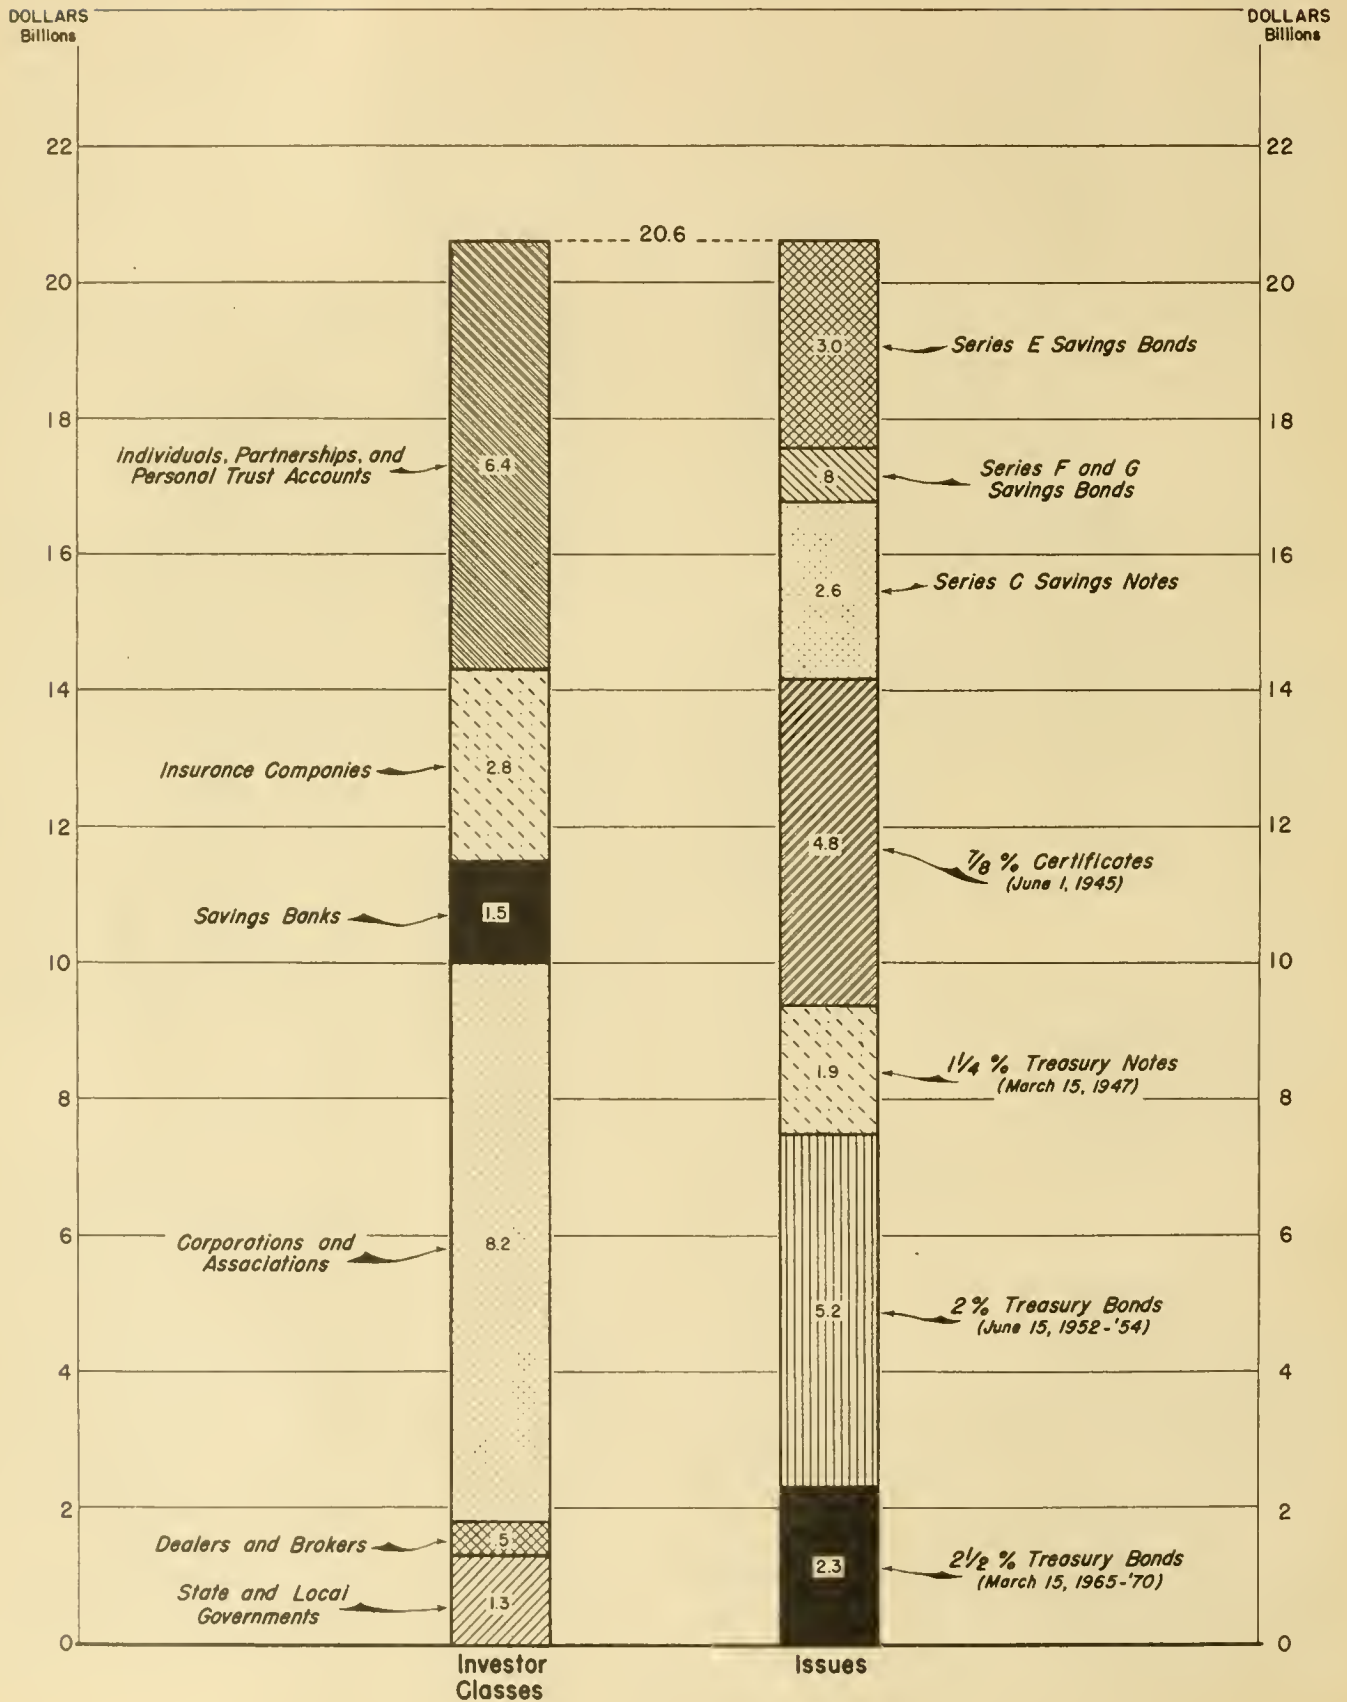 DOLLARS
Billions
DOLLARS
Billions
22
22
20.6
20
20
3.0
Series E Savings Bonds
18
18
Individuals, Partnerships, and
Personal Trust Accounts
6.4
.8
Series F and G
Savings Bonds
16
16
2.6
Series C Savings Notes
14
14
Insurance Companies
2.8
12
12
4.8
7/8 % Certificates
(June 1, 1945)
Savings Banks
1.5
10
10
1.9
1 1/4 % Treasury Notes
(March 15, 1947)
8
8
6
6
Corporations and
Associations
8.2
5.2
2 % Treasury Bonds
(June 15, 1952-'54)
4
4
2
2
Dealers and Brokers
.5
2.3
2 1/2 % Treasury Bonds
(March 15, 1965-'70)
State and Local
Governments
1.3
0
0
Investor
Classes
Issues